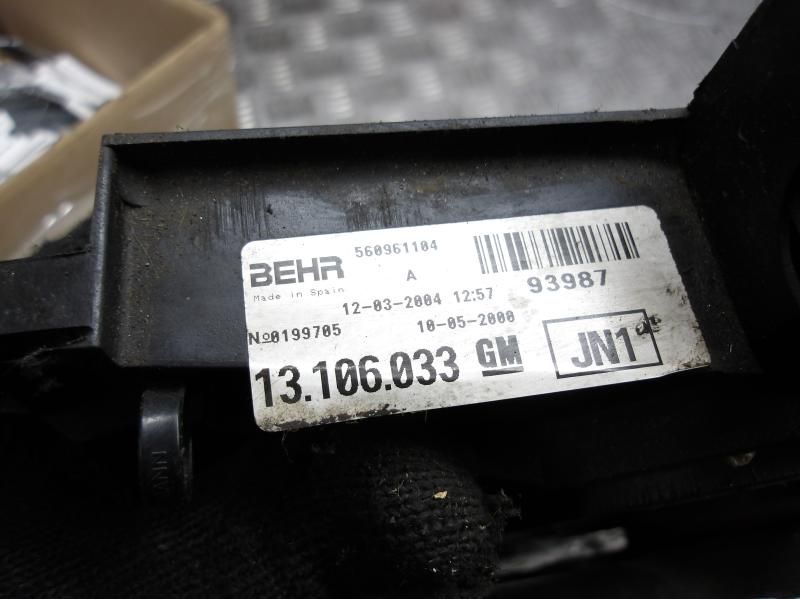 BEHR 560961104
Made in Spain A
12-03-2004 12:57 93987
№0199705 10-05-2000
13.106.033 GM JN1